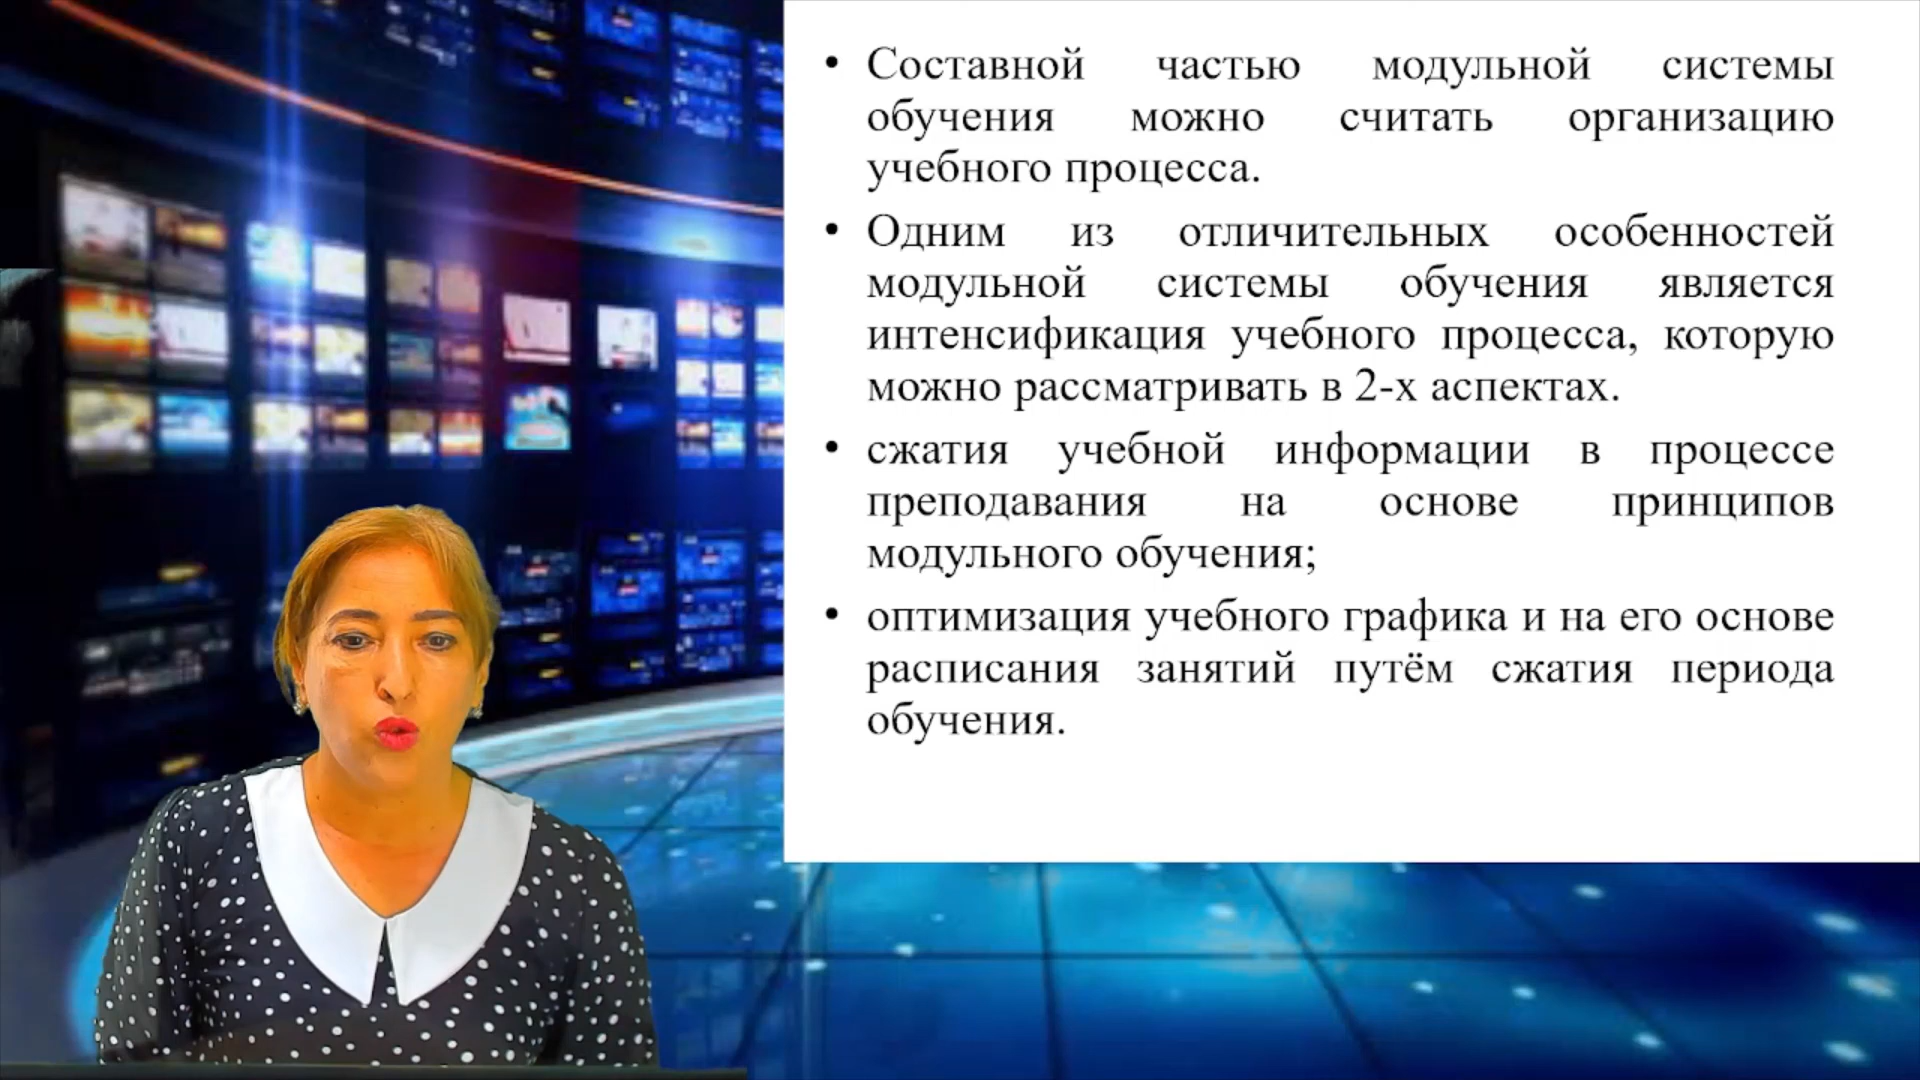 • Составной частью модульной системы
обучения можно считать организацию
учебного процесса.
• Одним из отличительных особенностей
модульной системы обучения является
интенсификация учебного процесса, которую
можно рассматривать в 2-х аспектах.
• сжатия учебной информации в процессе
преподавания на основе принципов
модульного обучения;
• оптимизация учебного графика и на его основе
расписания занятий путём сжатия периода
обучения.